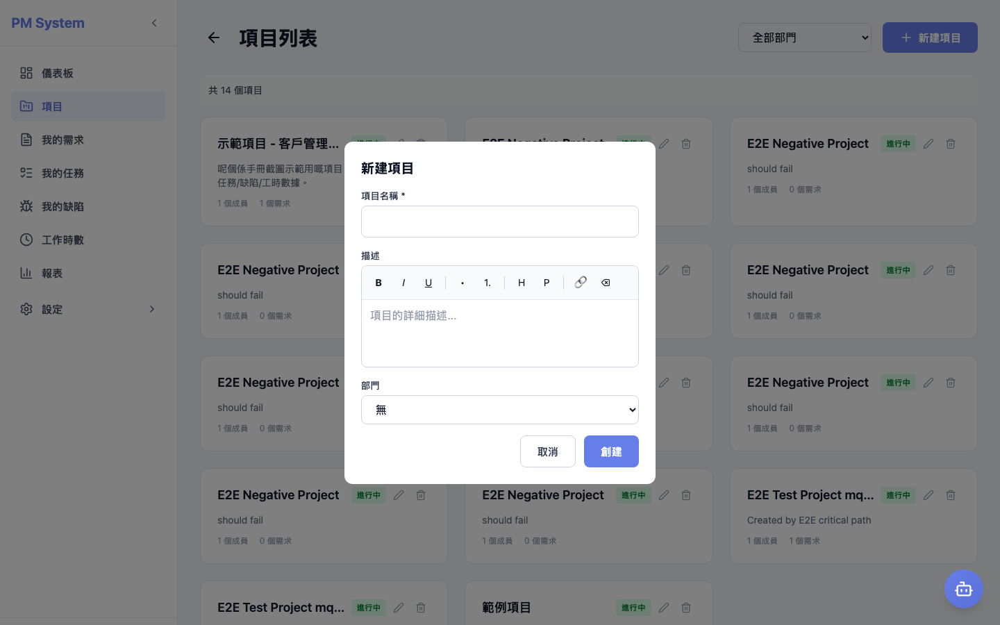 PM System
儀表板
項目
我的需求
我的任務
我的缺陷
工作時數
報表
設定
項目列表
全部部門
新建項目
共 14 個項目
示範項目 - 客戶管理...
呢個係手冊截圖示範用嘅項目
任務/缺陷/工時數據。
1 個成員 1 個需求
E2E Negative Project
進行中
should fail
1 個成員 0 個需求
新建項目
項目名稱 *
描述
B I U • 1. H P
項目的詳細描述...
部門
無
取消
創建
E2E Negative Project
should fail
1 個成員 0 個需求
E2E Negative Project
進行中
should fail
1 個成員 0 個需求
E2E Negative Project
should fail
1 個成員 0 個需求
E2E Negative Project
進行中
should fail
1 個成員 0 個需求
E2E Negative Project
進行中
should fail
1 個成員 0 個需求
E2E Negative Project
進行中
should fail
1 個成員 0 個需求
E2E Test Project mq...
進行中
Created by E2E critical path
1 個成員 1 個需求
E2E Test Project mq...
進行中
範例項目
進行中